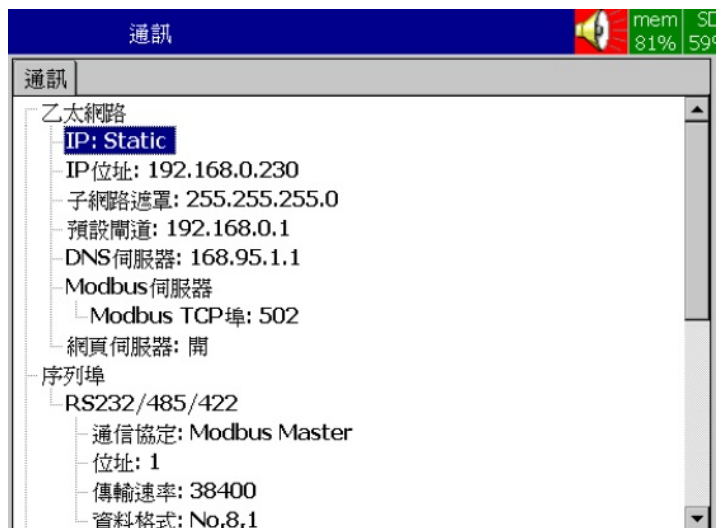 通訊
mem
81%
SD
59%
通訊
乙太網路
IP: Static
IP位址: 192.168.0.230
子網路遮罩: 255.255.255.0
預設閘道: 192.168.0.1
DNS伺服器: 168.95.1.1
Modbus伺服器
Modbus TCP埠: 502
網頁伺服器: 開
序列埠
RS232/485/422
通信協定: Modbus Master
位址: 1
傳輸速率: 38400
資料格式: No,8,1